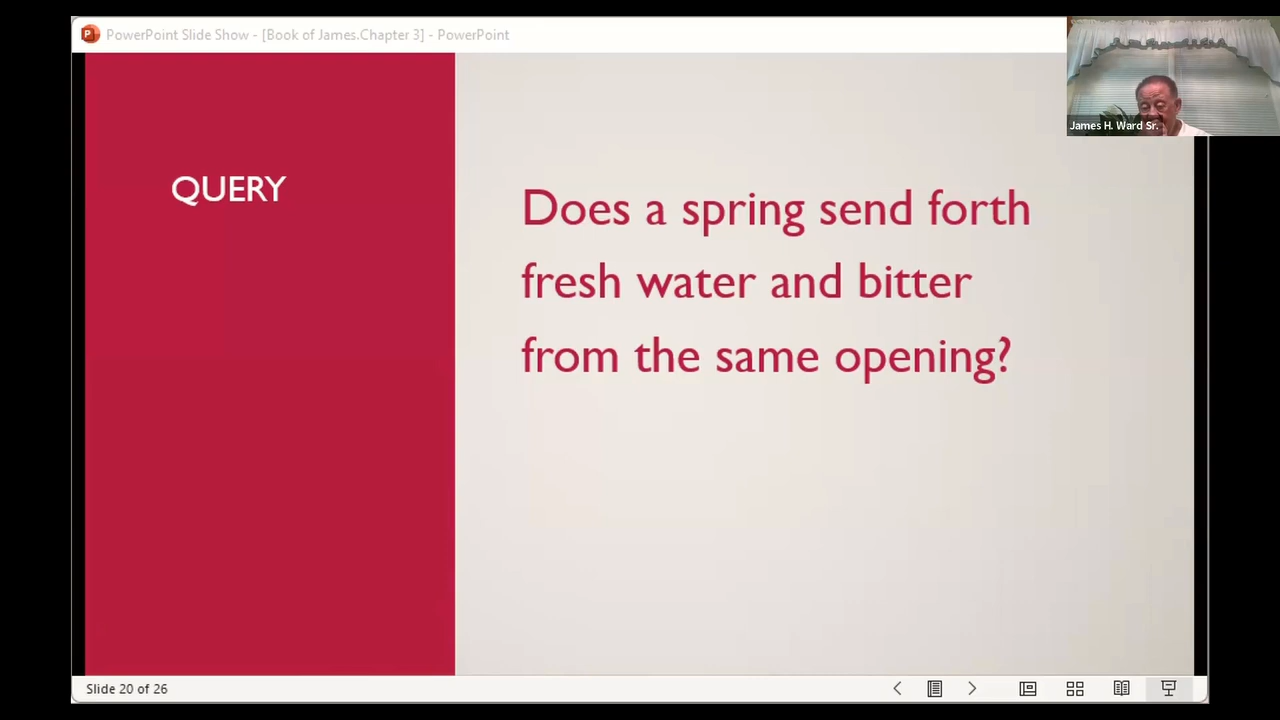 PowerPoint Slide Show - [Book of James.Chapter 3] - PowerPoint
James H. Ward Sr.
QUERY
Does a spring send forth
fresh water and bitter
from the same opening?
Slide 20 of 26